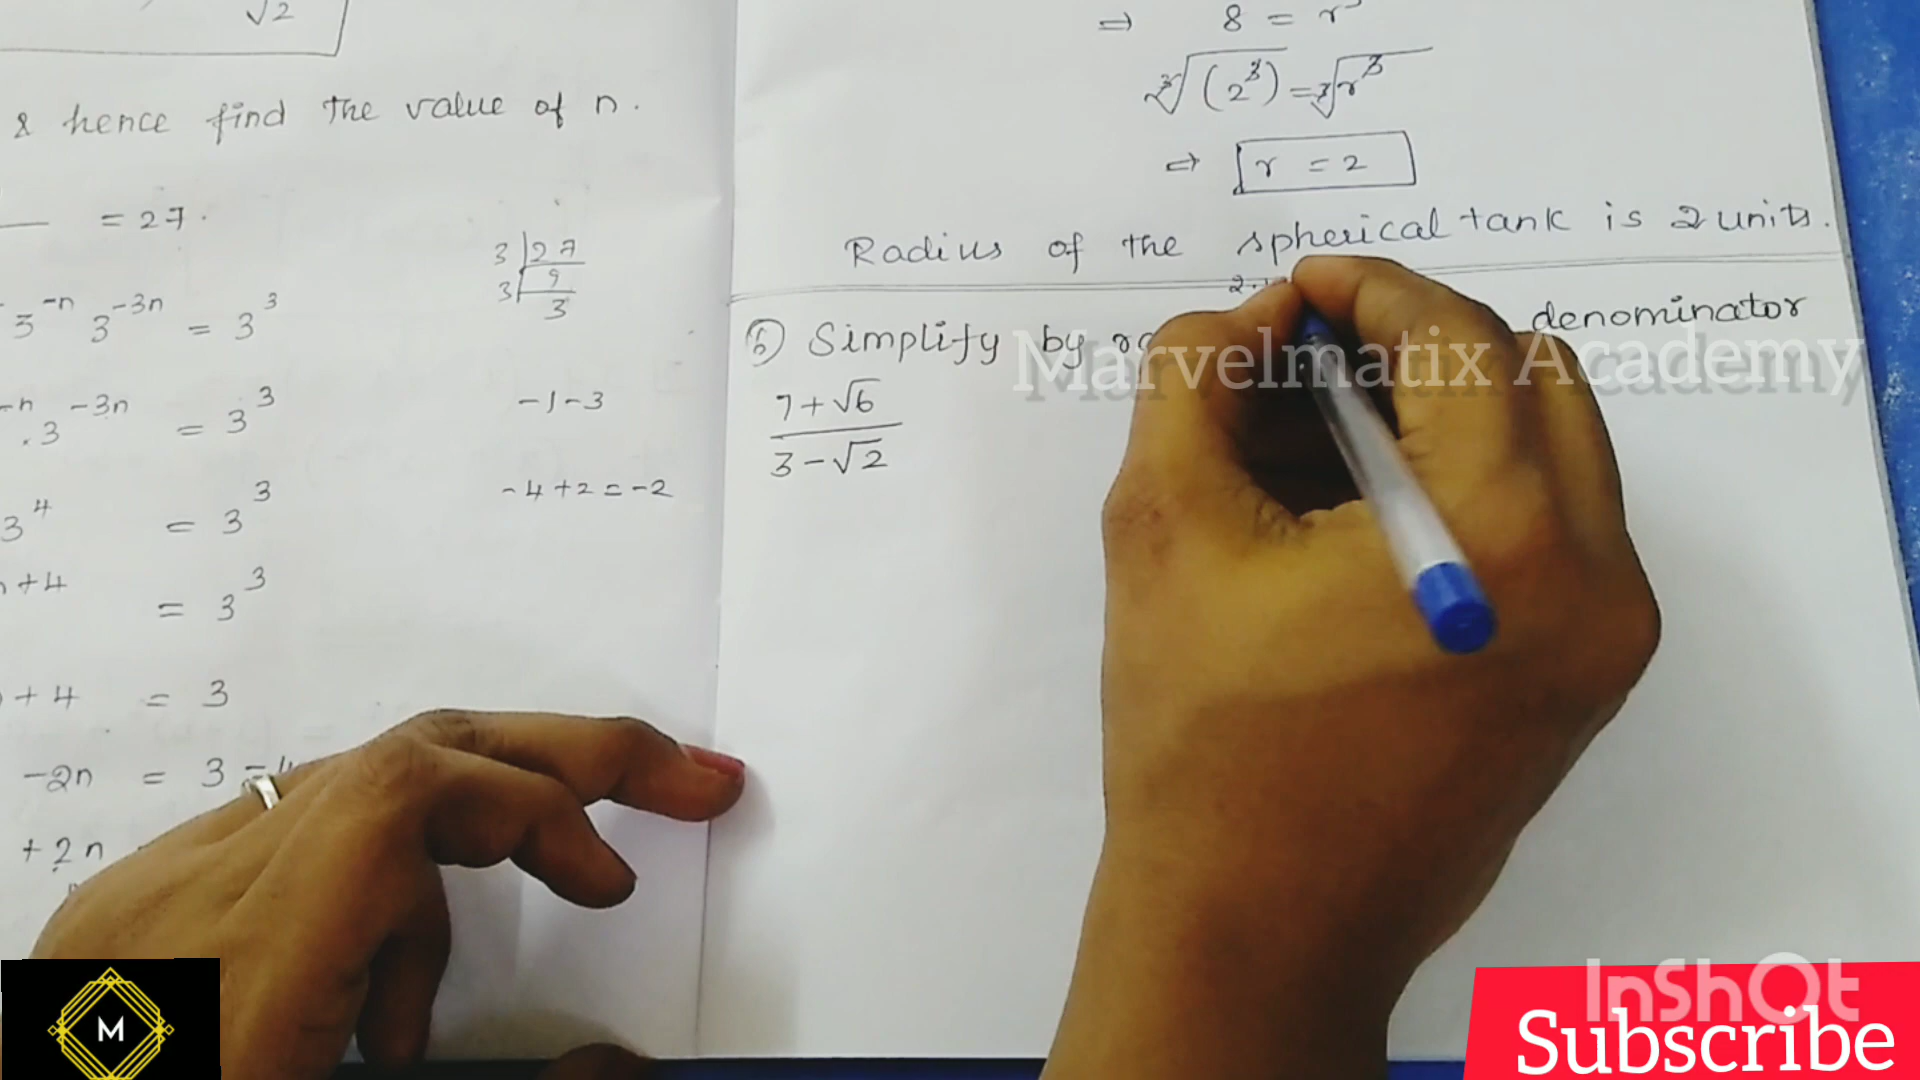 √2
& hence find the value of n.
= 27.
3 | 27
3 | 9
3
3^-n 3^-3n = 3^3
-n . 3^-3n = 3^3
-1-3
3^4 = 3^3
-4+2=-2
+4 = 3^3
+4 = 3
-2n = 3-4
+2n
⇒ 8 = r³
∛(2³) = ∛r³
⇒ r = 2
Radius of the spherical tank is 2 units.
6) Simplify by denominator
7+√6
3-√2
Marvelmatix Academy
M
InShOt
Subscribe